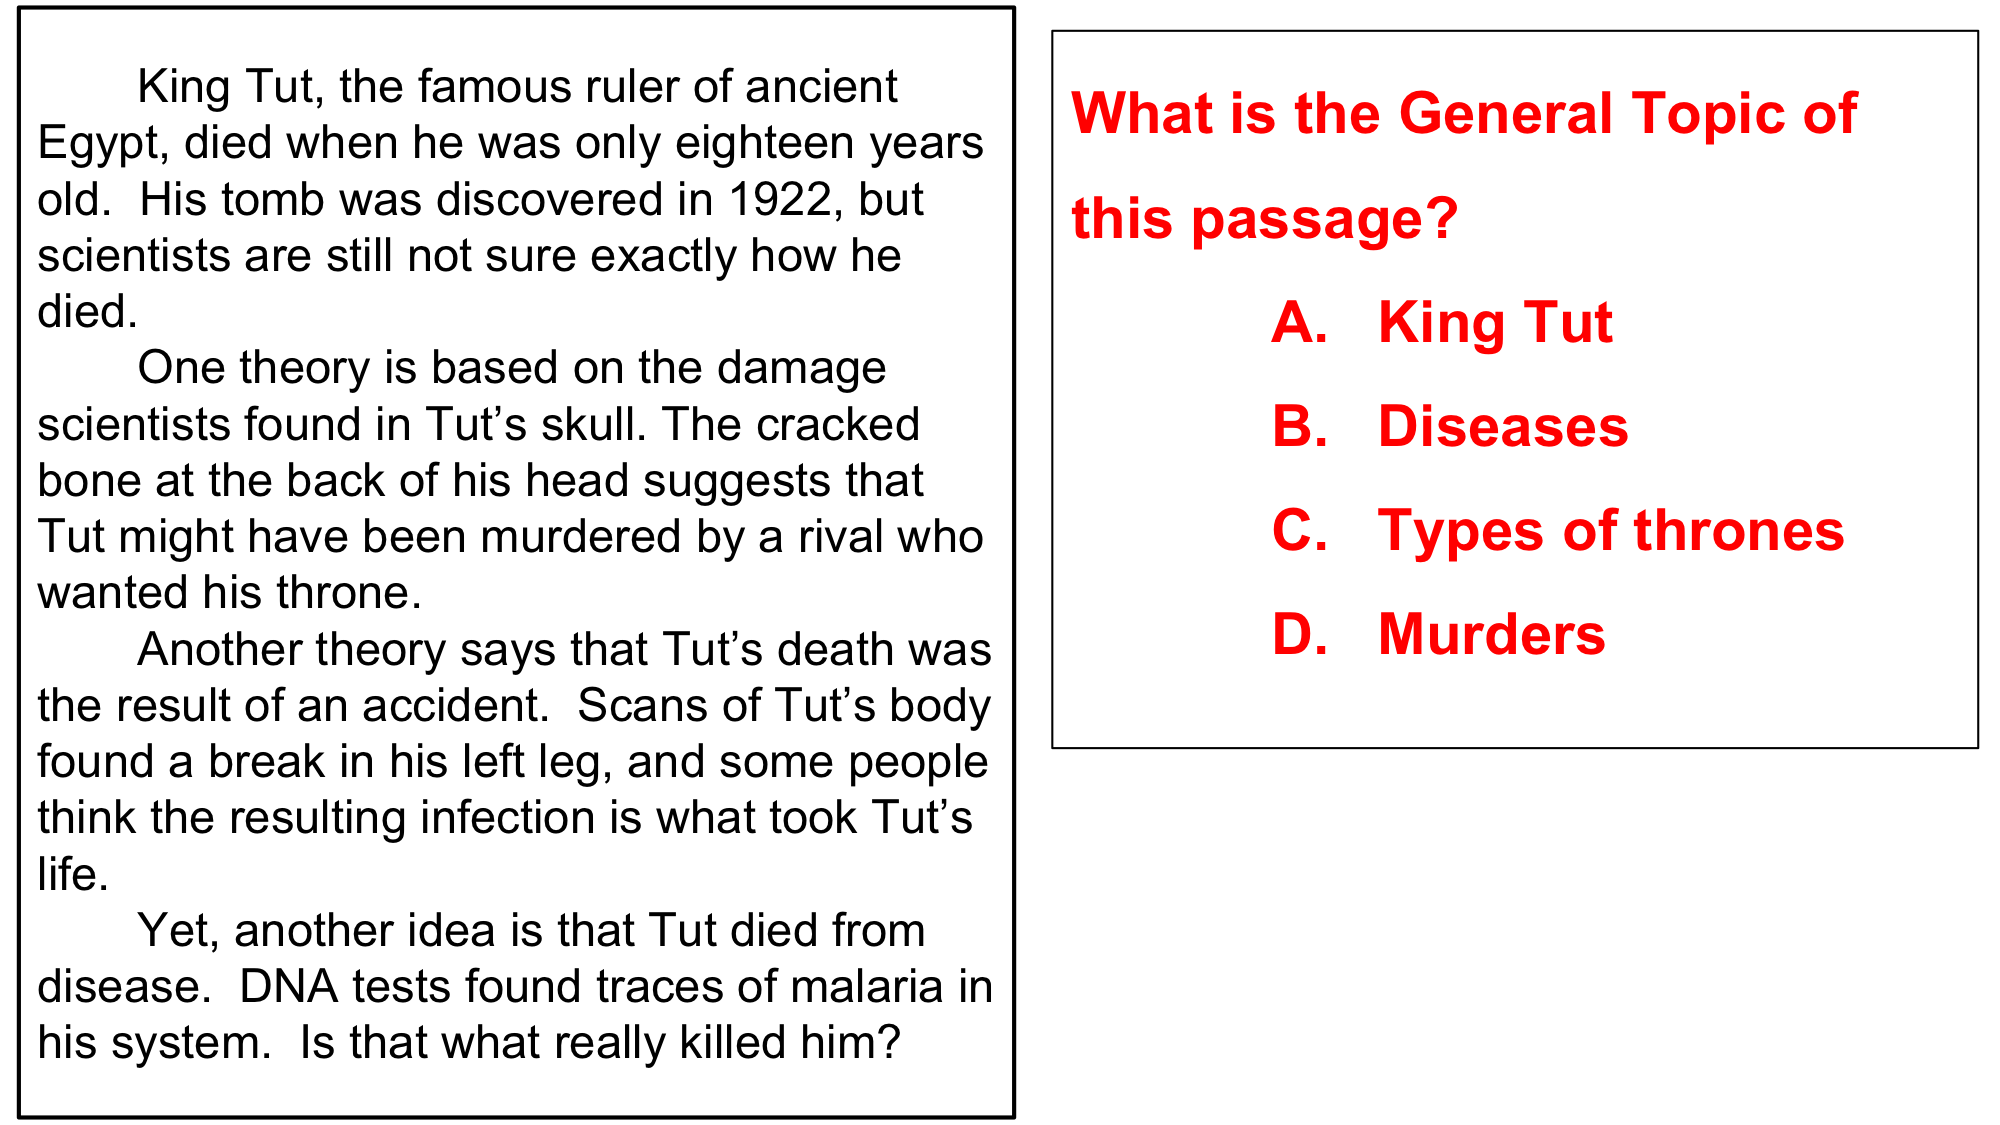 King Tut, the famous ruler of ancient
Egypt, died when he was only eighteen years
old.  His tomb was discovered in 1922, but
scientists are still not sure exactly how he
died.
One theory is based on the damage
scientists found in Tut’s skull. The cracked
bone at the back of his head suggests that
Tut might have been murdered by a rival who
wanted his throne.
Another theory says that Tut’s death was
the result of an accident.  Scans of Tut’s body
found a break in his left leg, and some people
think the resulting infection is what took Tut’s
life.
Yet, another idea is that Tut died from
disease.  DNA tests found traces of malaria in
his system.  Is that what really killed him?
What is the General Topic of
this passage?
A. King Tut
B. Diseases
C. Types of thrones
D. Murders